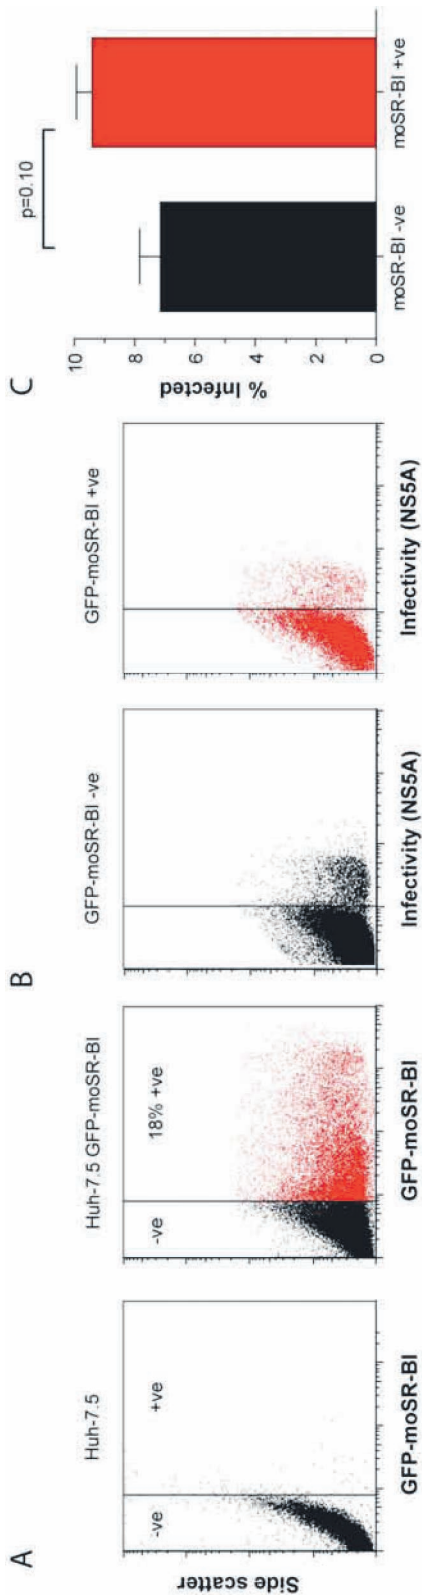 A
Huh-7.5
-ve
+ve
Side scatter
GFP-moSR-BI
Huh-7.5 GFP-moSR-BI
-ve
18% +ve
GFP-moSR-BI
B
GFP-moSR-BI -ve
Infectivity (NS5A)
GFP-moSR-BI +ve
Infectivity (NS5A)
C
p=0.10
% Infected
10
8
6
4
2
0
moSR-BI -ve
moSR-BI +ve